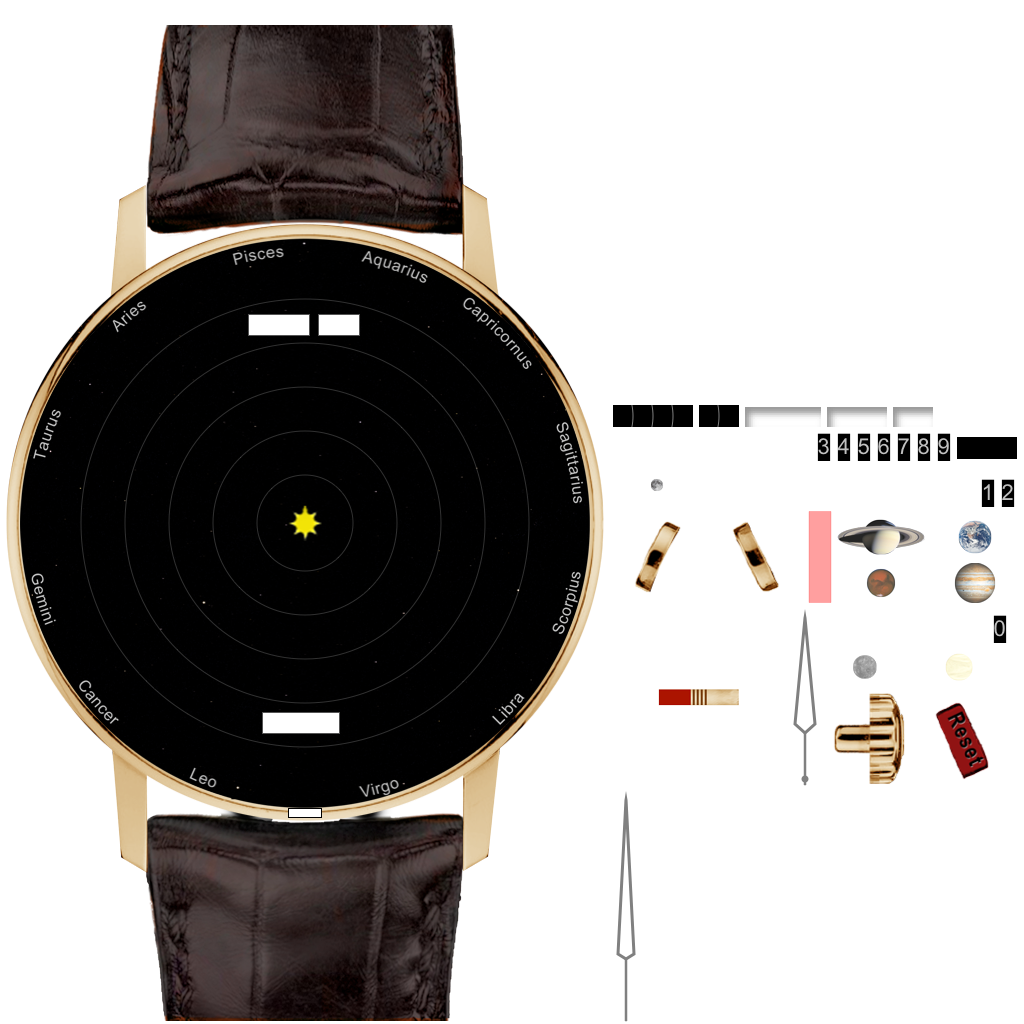 Pisces
Aquarius
Aries
Capricornus
Taurus
Sagittarius
3 4 5 6 7 8 9
1 2
Gemini
Scorpius
0
Cancer
Libra
Reset
Leo
Virgo